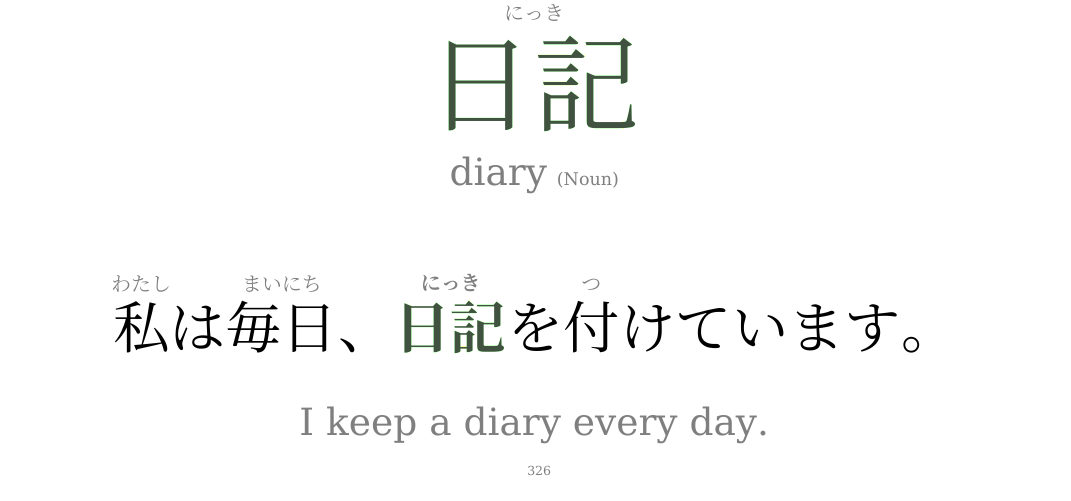 にっき
日記
diary (Noun)
わたし まいにち にっき つ
私は毎日、日記を付けています。
I keep a diary every day.
326